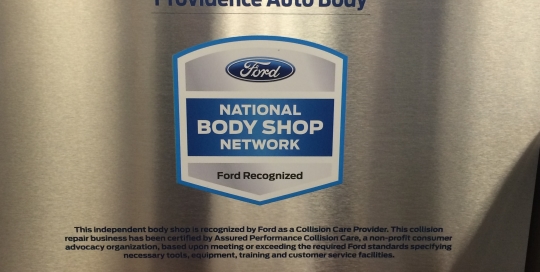 Providence Auto Body
Ford
NATIONAL
BODY SHOP
NETWORK
Ford Recognized
This independent body shop is recognized by Ford as a Collision Care Provider. This collision
repair business has been certified by Assured Performance Collision Care, a non-profit consumer
advocacy organization, based upon meeting or exceeding the required Ford standards specifying
necessary tools, equipment, training and customer service facilities.